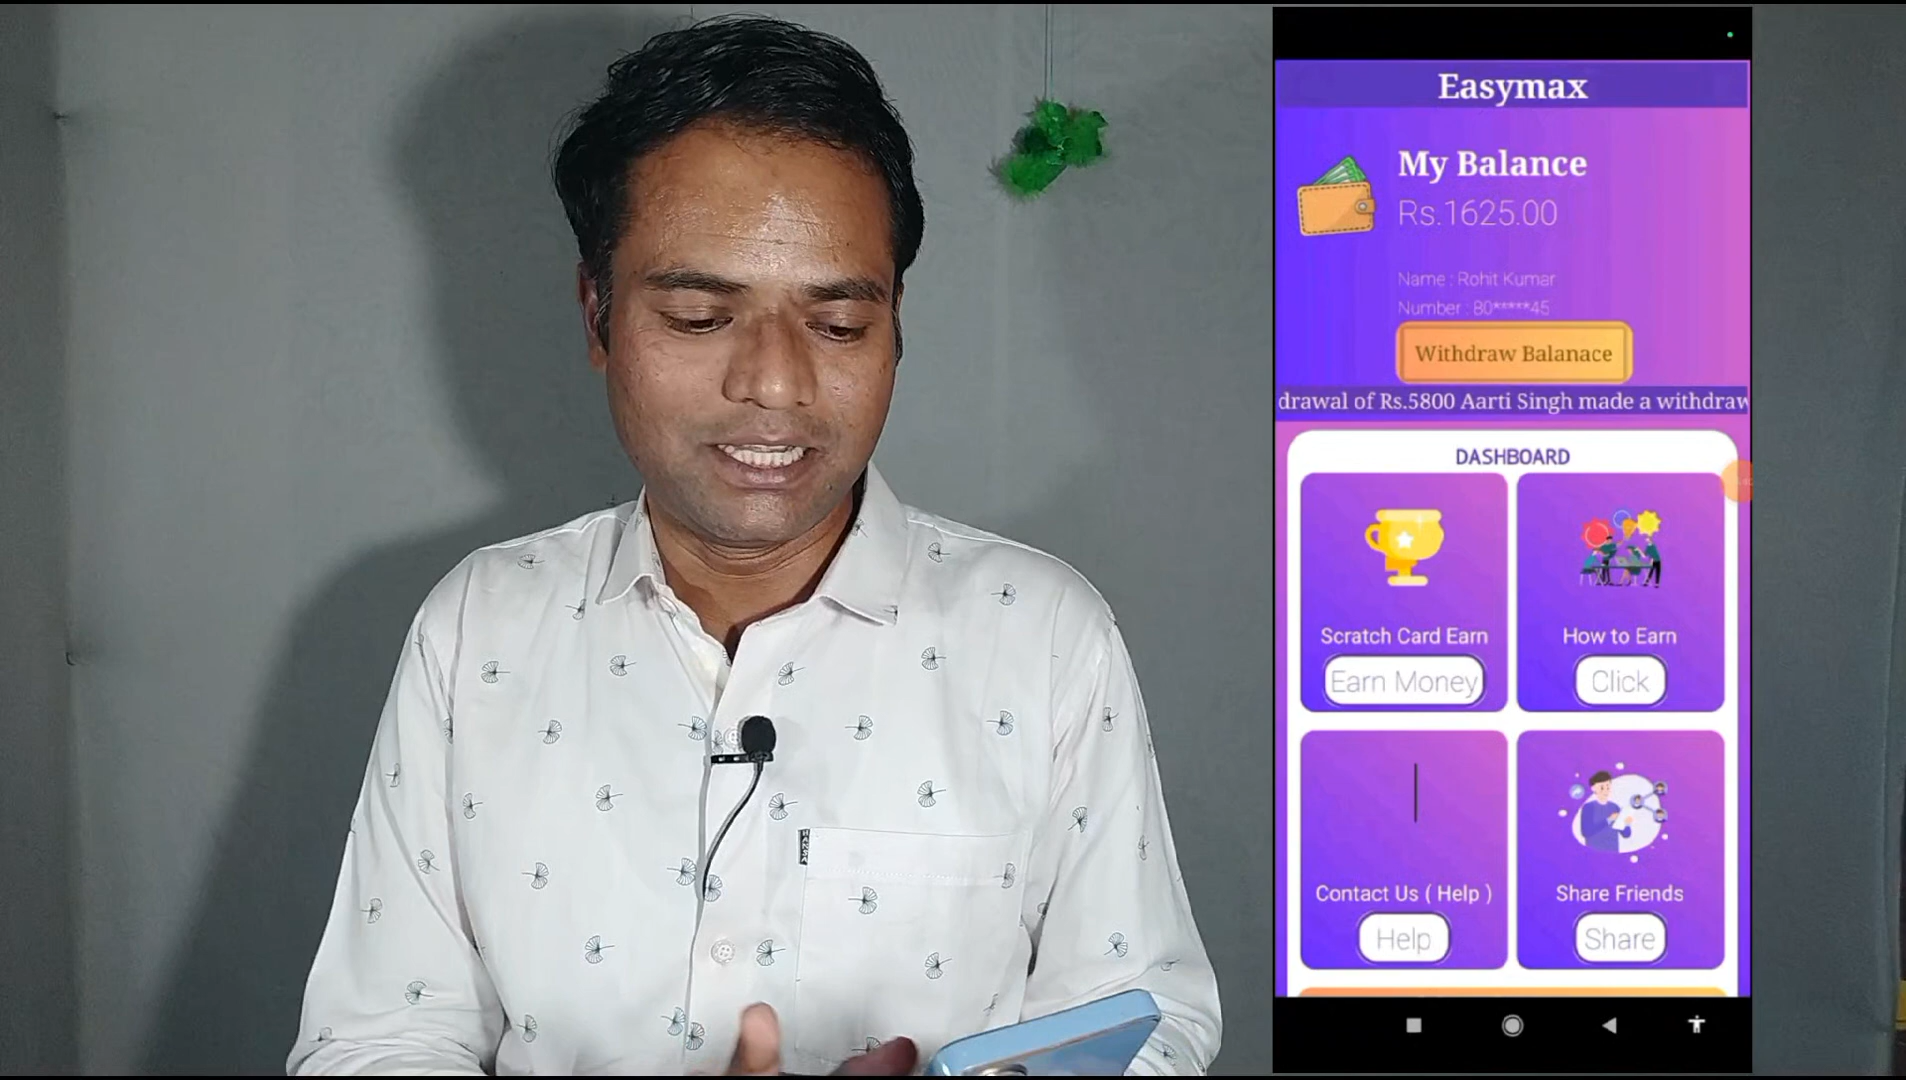 Easymax
My Balance
Rs.1625.00
Name : Rohit Kumar
Number : 80*****45
Withdraw Balanace
drawal of Rs.5800 Aarti Singh made a withdraw
DASHBOARD
Scratch Card Earn
How to Earn
Earn Money
Click
Contact Us ( Help )
Share Friends
Help
Share